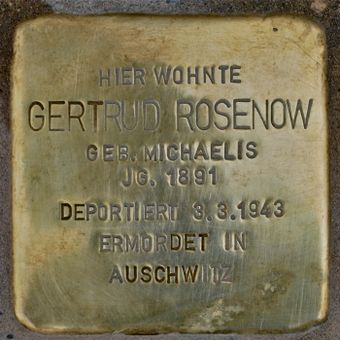 HIER WOHNTE
GERTRUD ROSENOW
GEB. MICHAELIS
JG. 1891
DEPORTIERT 3.3.1943
ERMORDET IN
AUSCHWITZ